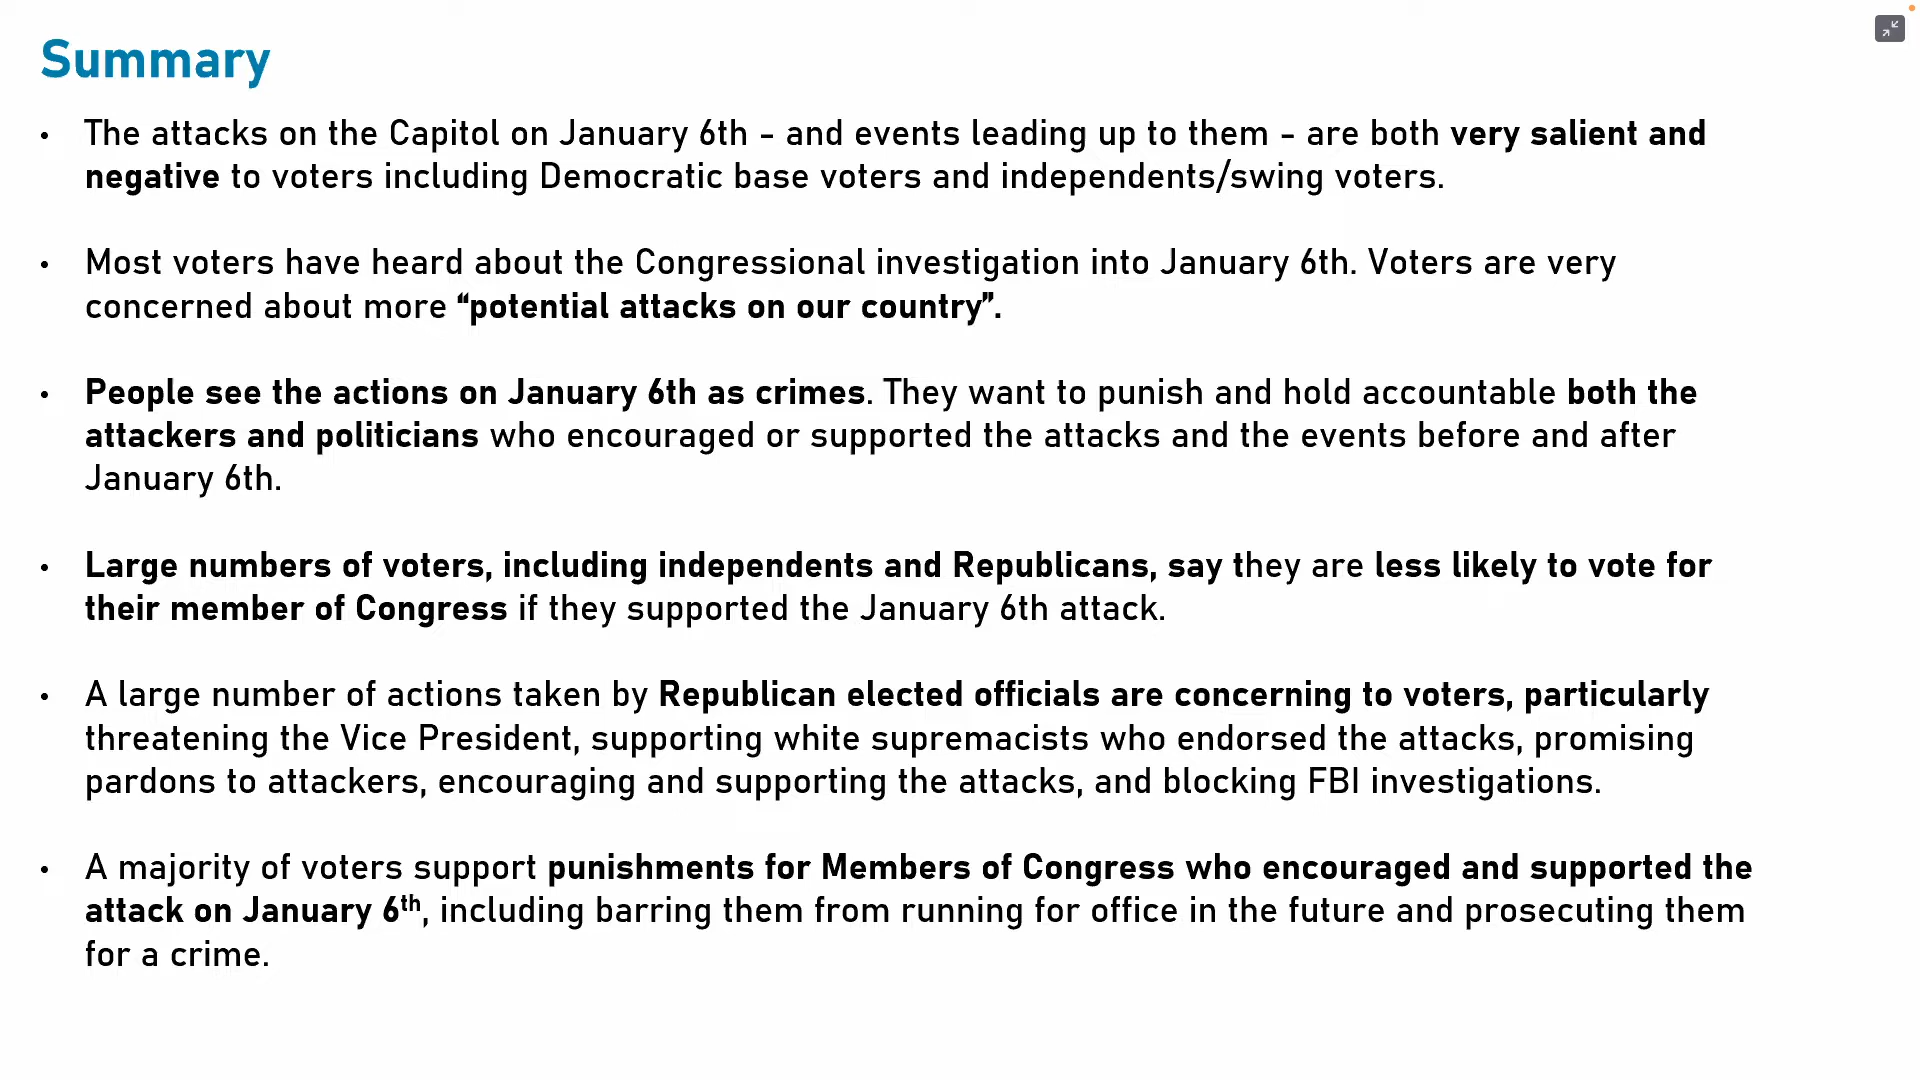 Summary
• The attacks on the Capitol on January 6th - and events leading up to them - are both very salient and
negative to voters including Democratic base voters and independents/swing voters.
• Most voters have heard about the Congressional investigation into January 6th. Voters are very
concerned about more “potential attacks on our country”.
• People see the actions on January 6th as crimes. They want to punish and hold accountable both the
attackers and politicians who encouraged or supported the attacks and the events before and after
January 6th.
• Large numbers of voters, including independents and Republicans, say they are less likely to vote for
their member of Congress if they supported the January 6th attack.
• A large number of actions taken by Republican elected officials are concerning to voters, particularly
threatening the Vice President, supporting white supremacists who endorsed the attacks, promising
pardons to attackers, encouraging and supporting the attacks, and blocking FBI investigations.
• A majority of voters support punishments for Members of Congress who encouraged and supported the
attack on January 6th, including barring them from running for office in the future and prosecuting them
for a crime.